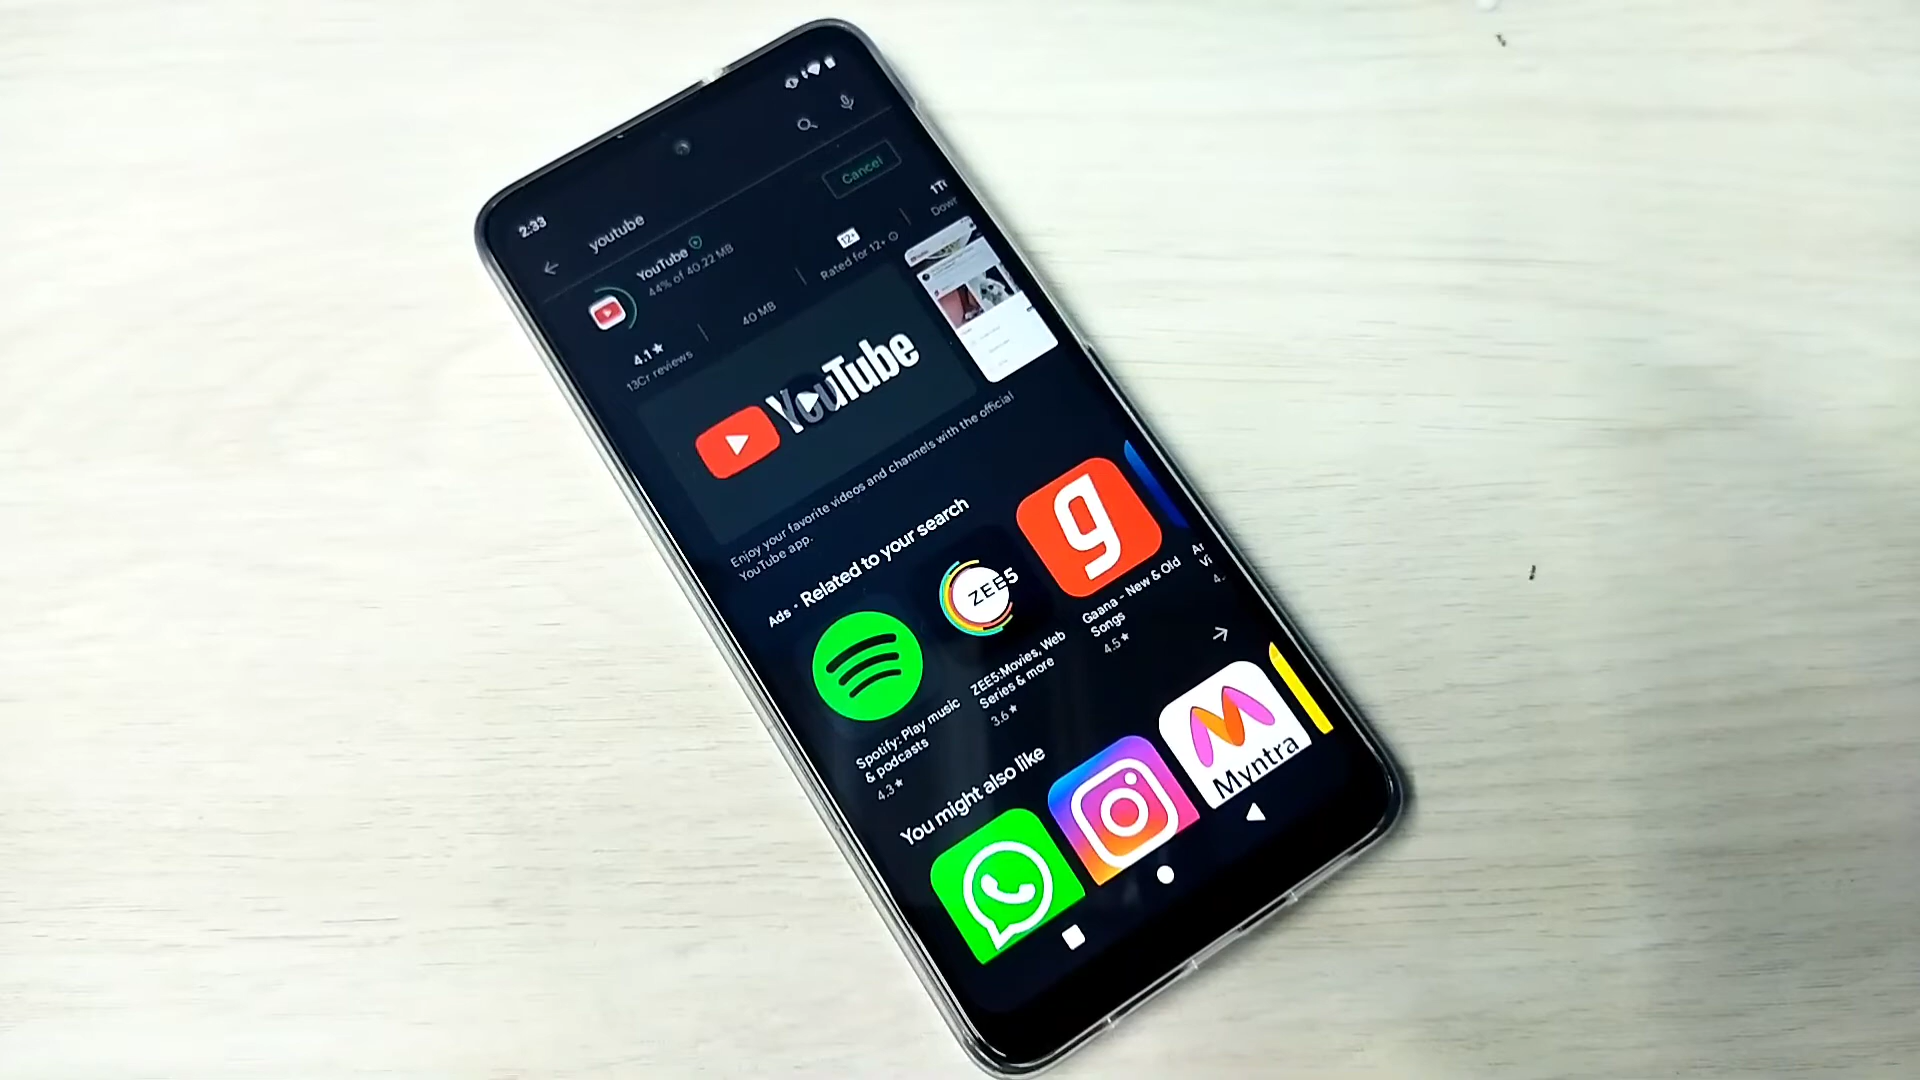 2:33
youtube
Cancel
YouTube
44% of 40.22 MB
4.1★
13Cr reviews
40 MB
12+
Rated for 12+
YouTube
Enjoy your favorite videos and channels with the official
YouTube app.
Ads · Related to your search
ZEE5
g
Spotify: Play music
& podcasts
4.3★
ZEE5:Movies, Web
Series & more
3.6★
Gaana - New & Old
Songs
4.5★
You might also like
Myntra